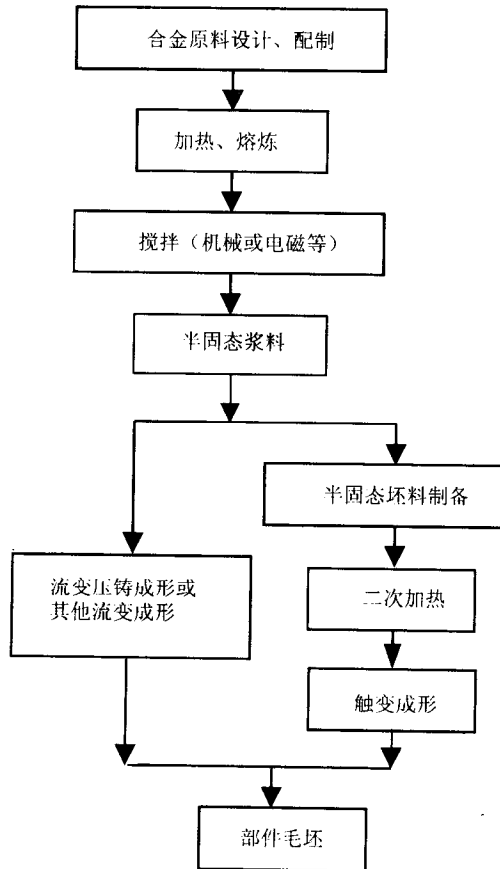 合金原料设计、配制
加热、熔炼
搅拌（机械或电磁等）
半固态浆料
半固态坯料制备
流变压铸成形或
其他流变成形
二次加热
触变成形
部件毛坯